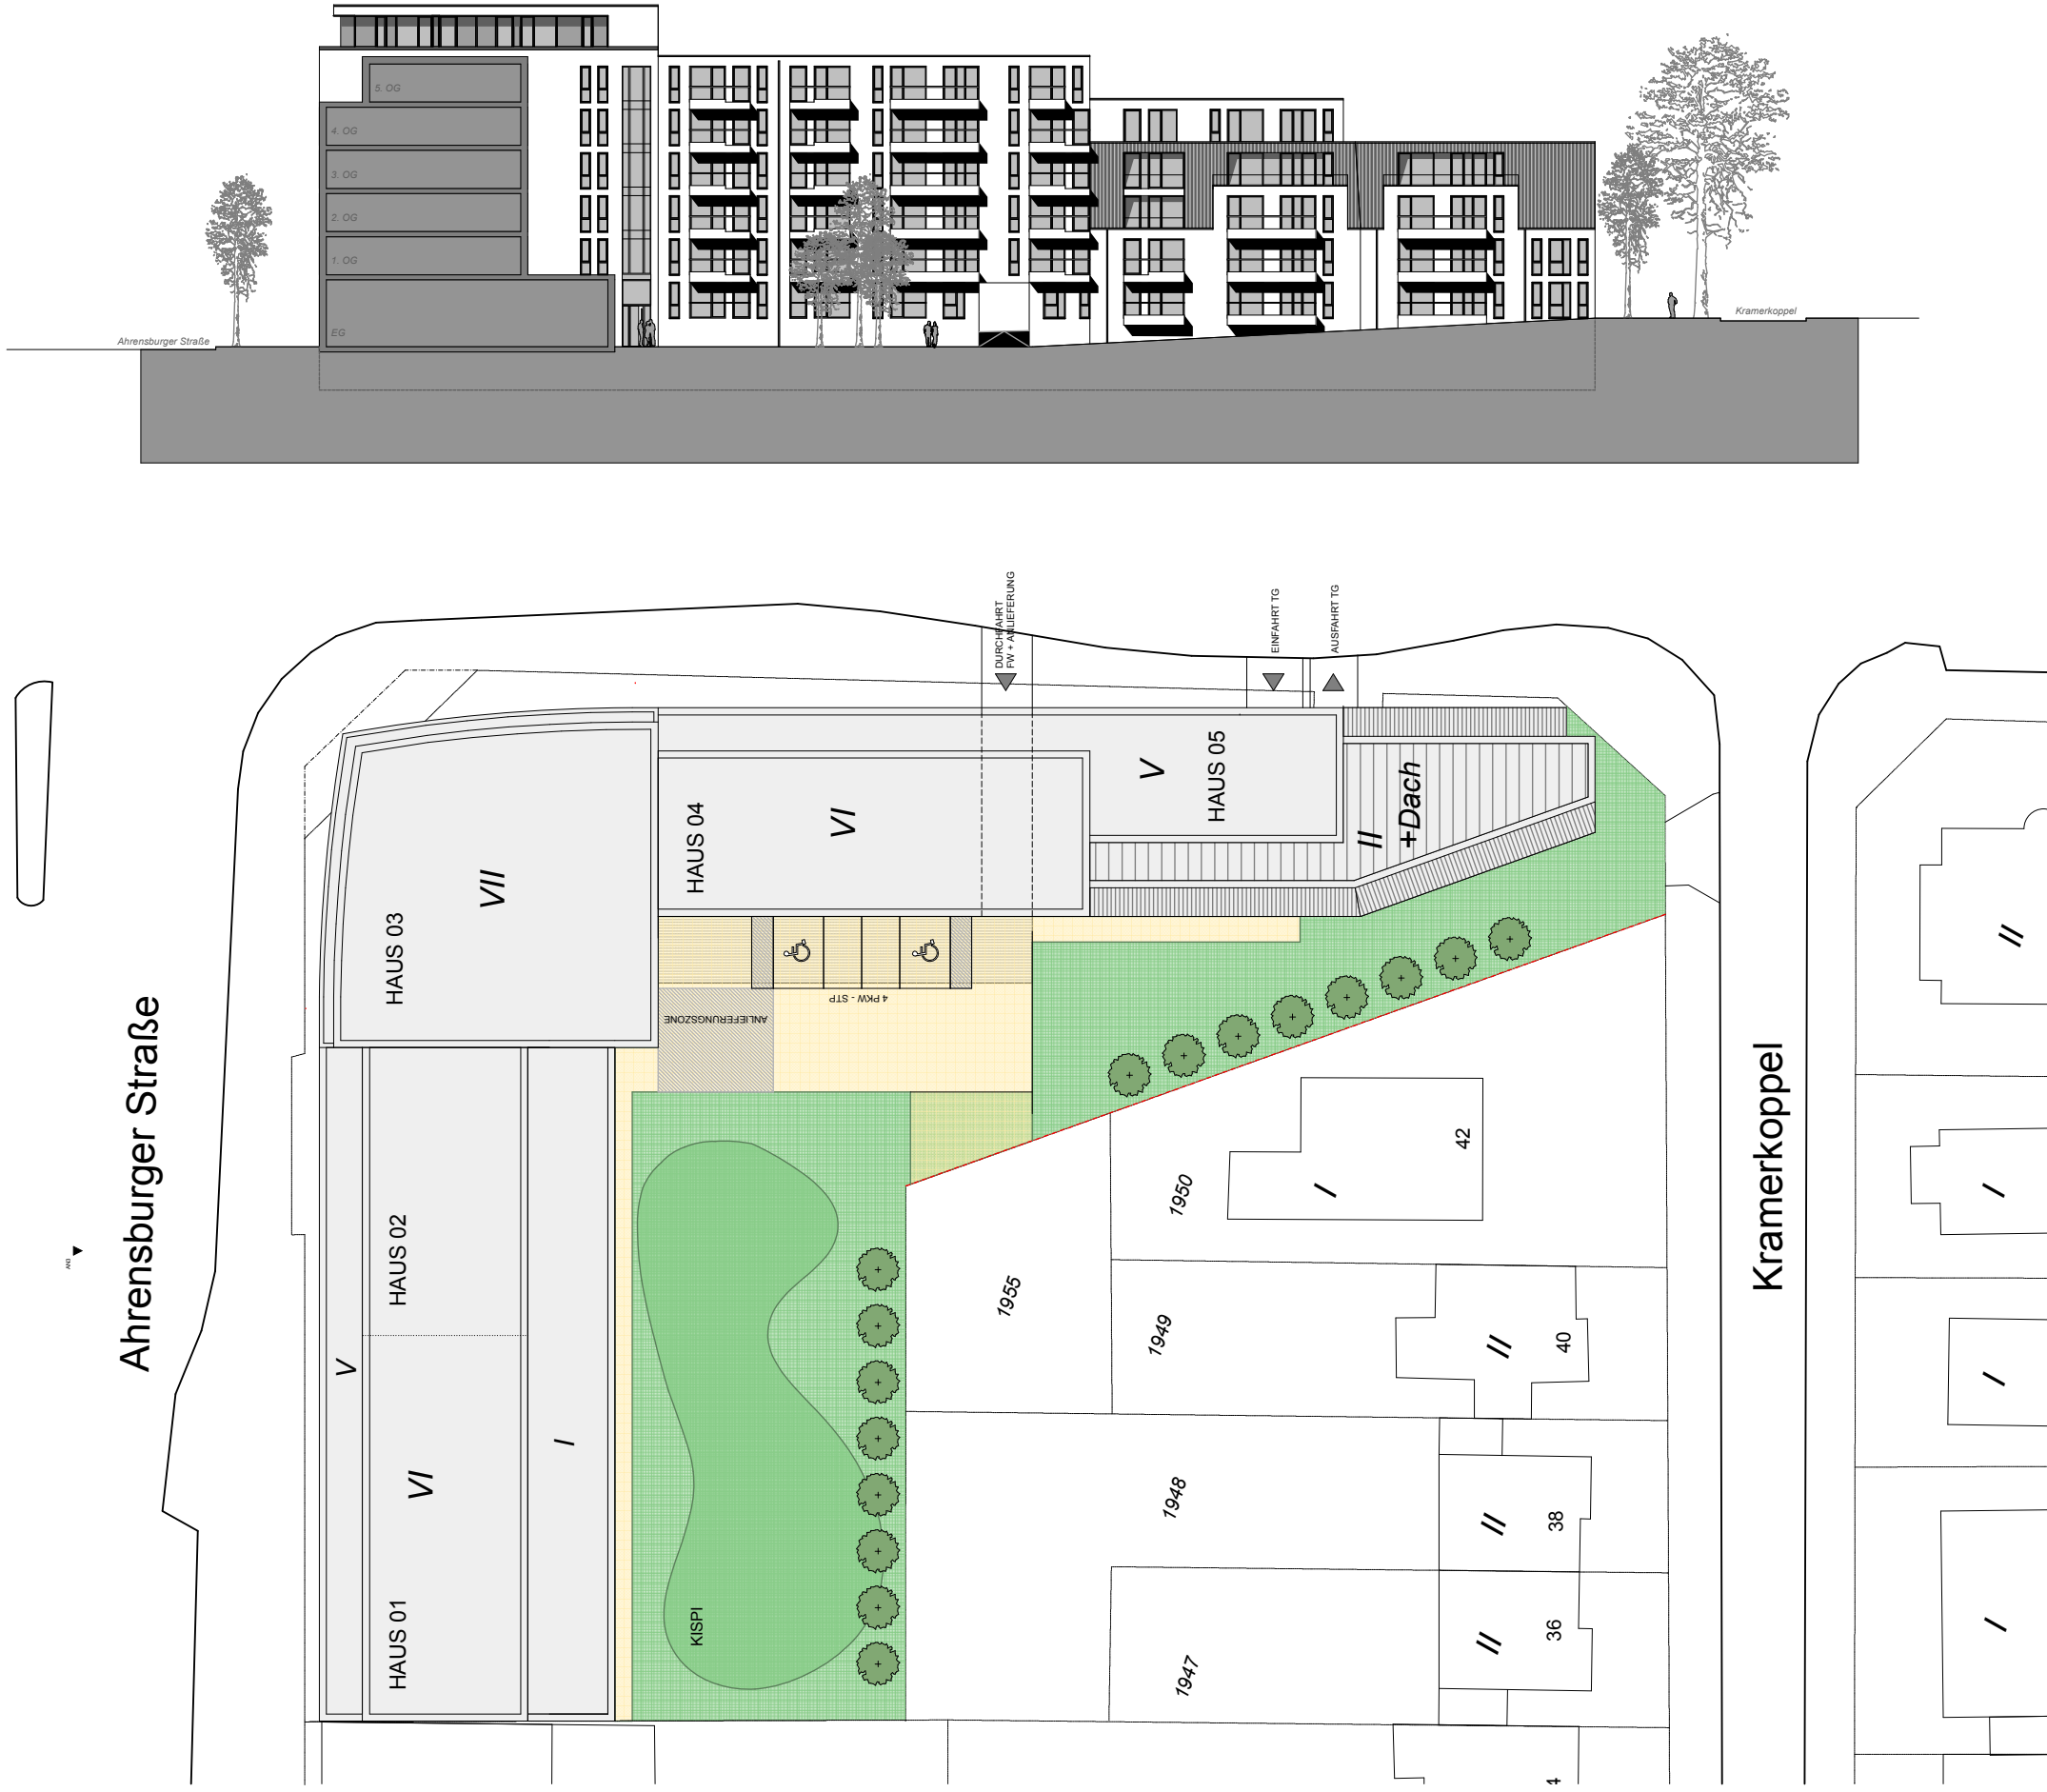 5. OG
4. OG
3. OG
2. OG
1. OG
EG
Ahrensburger Straße
Kramerkoppel
DURCHFAHRT
FW + ANLIEFERUNG
EINFAHRT TG
AUSFAHRT TG
HAUS 05
V
II
+Dach
HAUS 04
VI
HAUS 03
VII
4 PKW - STP
ANLIEFERUNGSZONE
Ahrensburger Straße
Kramerkoppel
HAUS 02
V
VI
I
HAUS 01
KISPI
1950
I
42
1955
1949
II
40
1948
II
38
1947
II
36
4
II
I
I
I